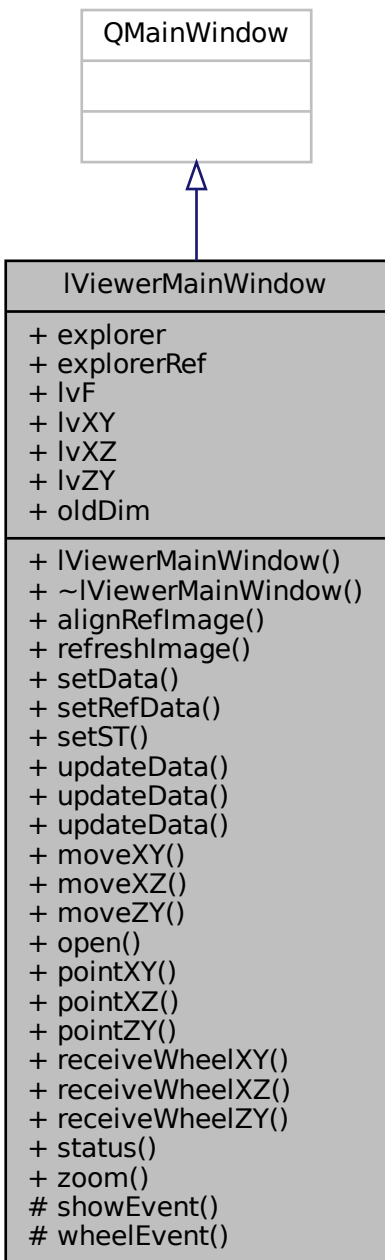 QMainWindow
lViewerMainWindow
+ explorer
+ explorerRef
+ lvF
+ lvXY
+ lvXZ
+ lvZY
+ oldDim
+ lViewerMainWindow()
+ ~lViewerMainWindow()
+ alignRefImage()
+ refreshImage()
+ setData()
+ setRefData()
+ setST()
+ updateData()
+ updateData()
+ updateData()
+ moveXY()
+ moveXZ()
+ moveZY()
+ open()
+ pointXY()
+ pointXZ()
+ pointZY()
+ receiveWheelXY()
+ receiveWheelXZ()
+ receiveWheelZY()
+ status()
+ zoom()
# showEvent()
# wheelEvent()